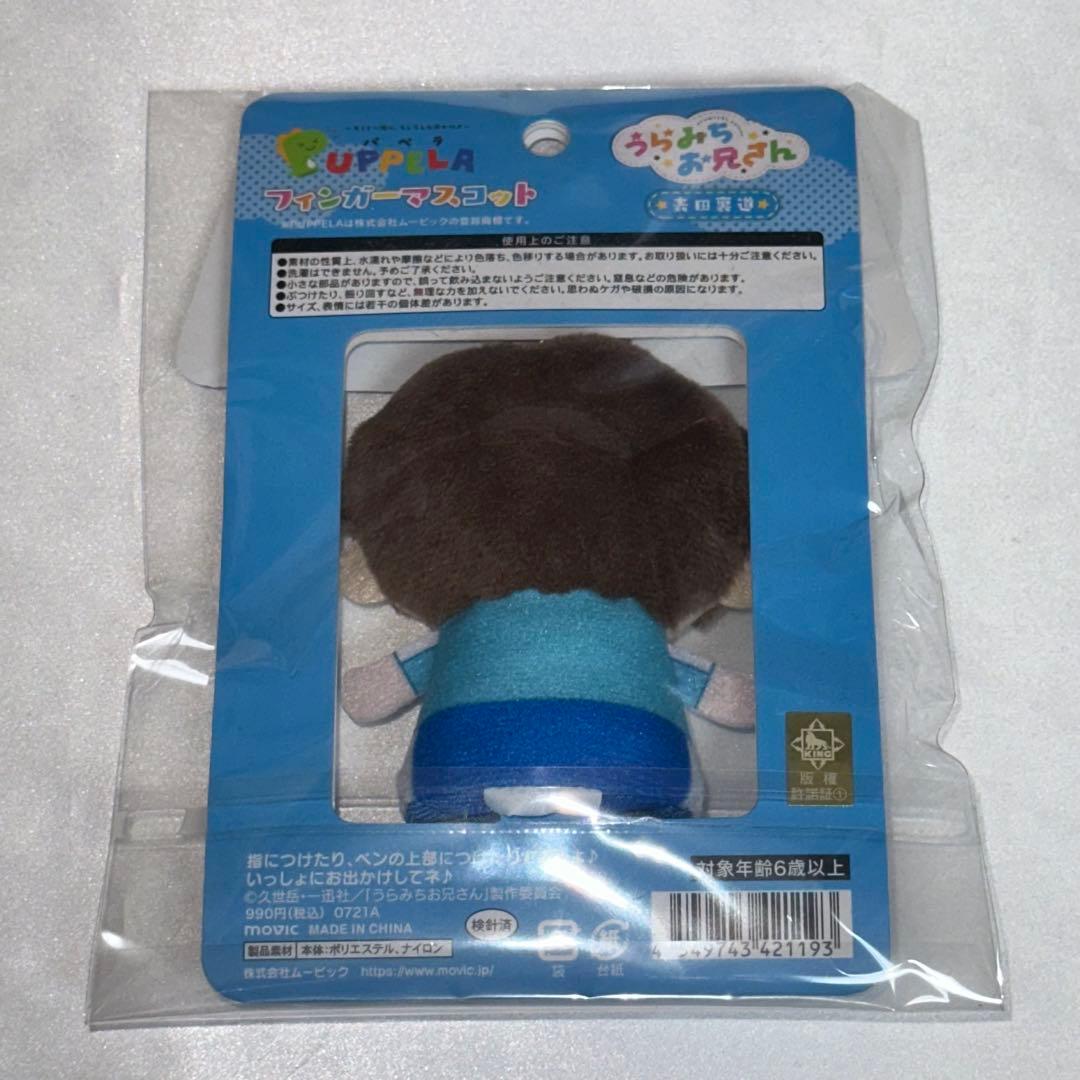 パペラ
PUPPELA
フィンガーマスコット
PUPPELAは株式会社ムービックの登録商標です。
うらみちお兄さん
表田裏道
使用上のご注意
●素材の性質上、水濡れや摩擦などにより色落ち、色移りする場合があります。お取り扱いには十分ご注意ください。
●洗濯はできません。予めご了承ください。
●小さな部品がありますので、誤って飲み込まないようご注意ください。窒息などの危険があります。
●ぶつけたり、振り回すなど、無理な力を加えないでください。思わぬケガや破損の原因になります。
●サイズ、表情には若干の個体差があります。
KING
版権
許諾証①
指につけたり、ペンの上部につけたり
いっしょにお出かけしてネ♪
©久世岳・一迅社／「うらみちお兄さん」製作委員会
990円(税込) 0721A
movic MADE IN CHINA
検針済
製品素材 本体：ポリエステル、ナイロン
株式会社ムービック https://www.movic.jp/
袋
紙
台紙
対象年齢6歳以上
4 549743 421193